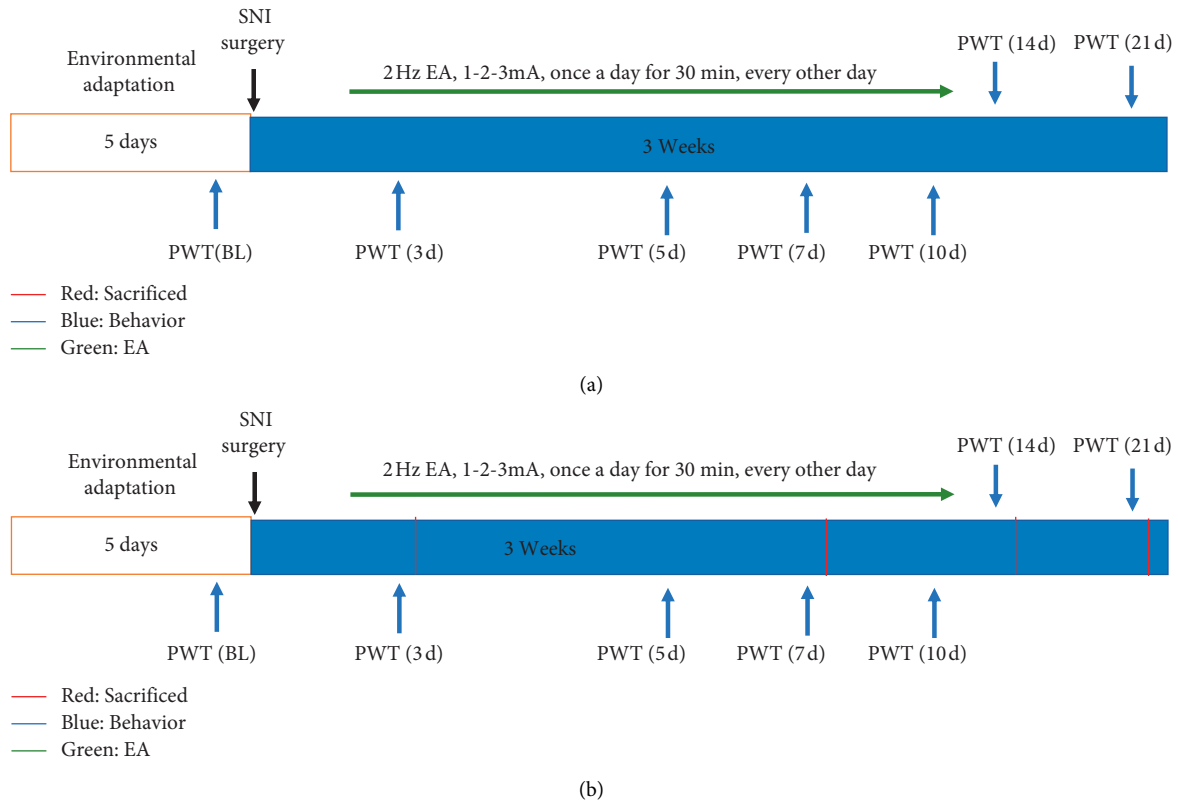 SNI
surgery
Environmental
adaptation
2 Hz EA, 1-2-3mA, once a day for 30 min, every other day
PWT (14 d)
PWT (21 d)
5 days
3 Weeks
PWT(BL)
PWT (3 d)
PWT (5 d)
PWT (7 d)
PWT (10 d)
Red: Sacrificed
Blue: Behavior
Green: EA
(a)
SNI
surgery
Environmental
adaptation
2 Hz EA, 1-2-3mA, once a day for 30 min, every other day
PWT (14 d)
PWT (21 d)
5 days
3 Weeks
PWT (BL)
PWT (3 d)
PWT (5 d)
PWT (7 d)
PWT (10 d)
Red: Sacrificed
Blue: Behavior
Green: EA
(b)